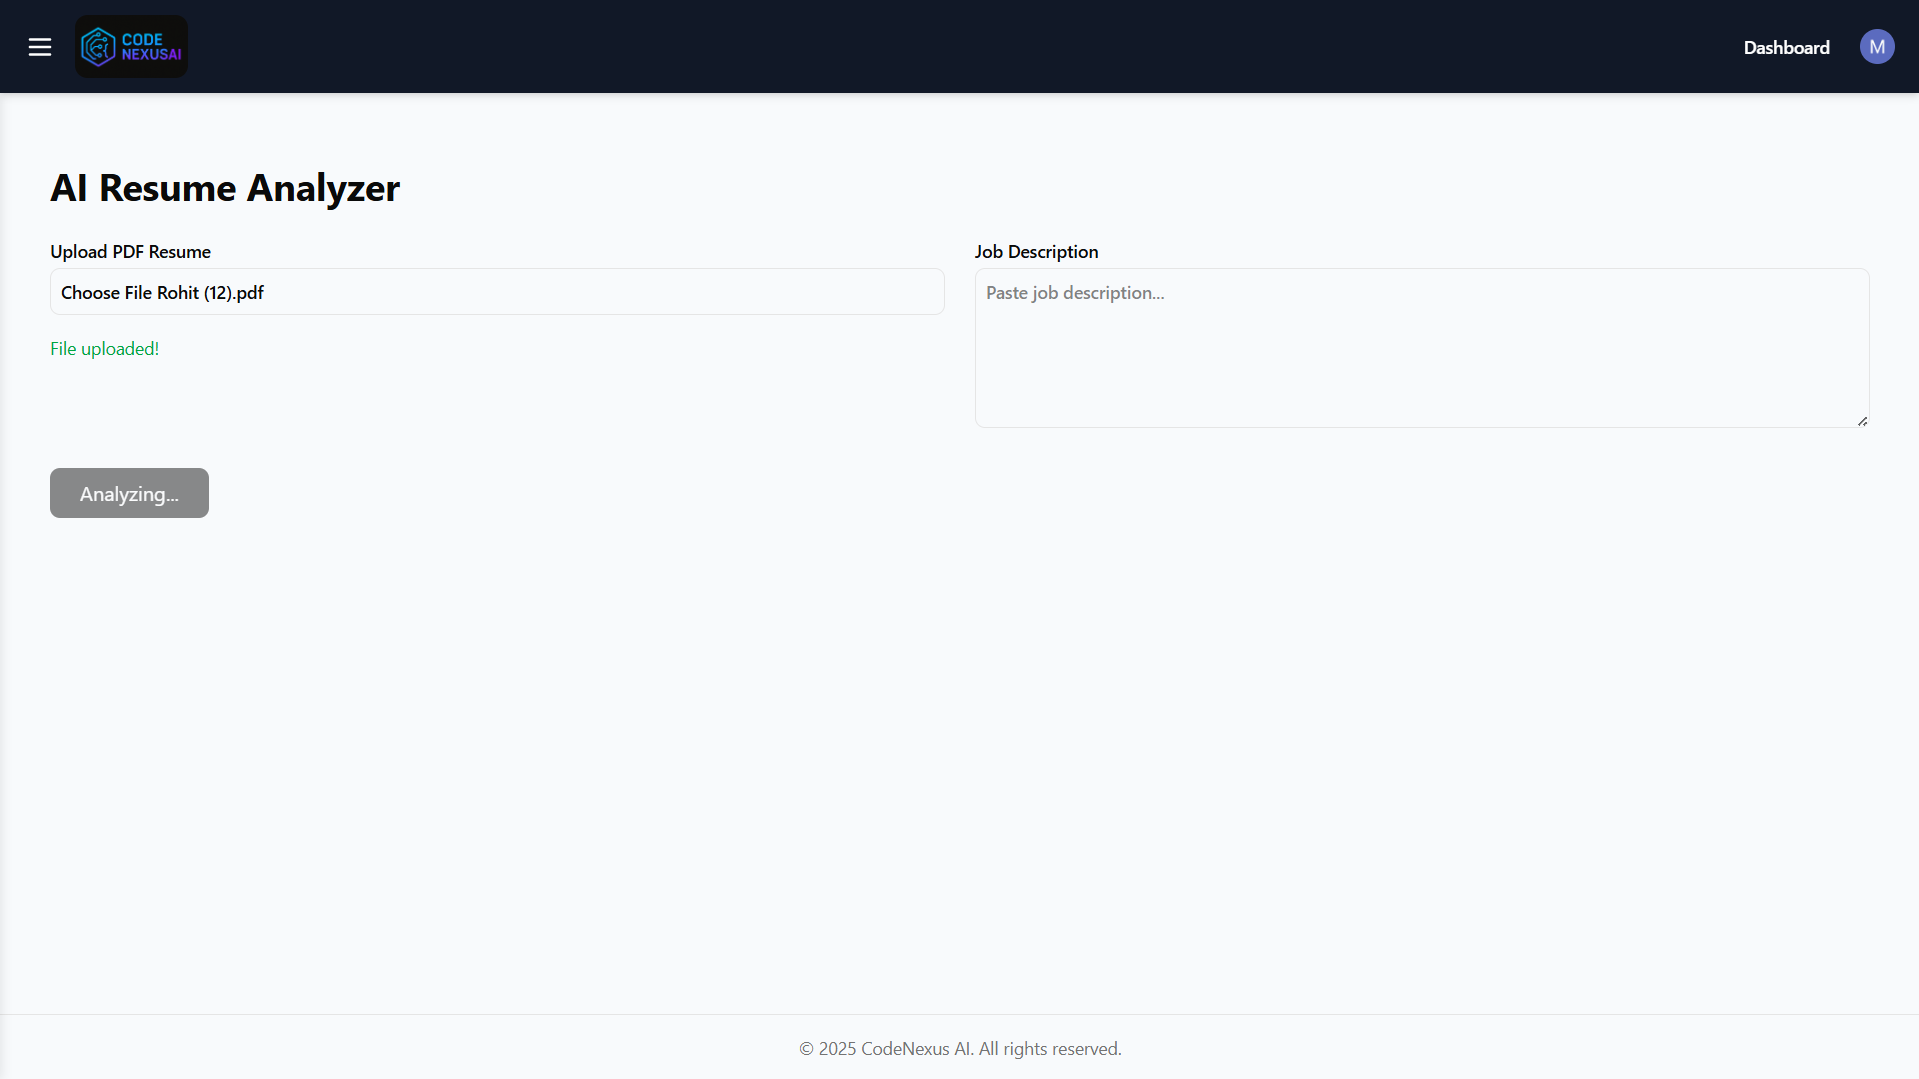 CODE
NEXUSAI
Dashboard
M
AI Resume Analyzer
Upload PDF Resume
Choose File Rohit (12).pdf
File uploaded!
Job Description
Paste job description...
Analyzing...
© 2025 CodeNexus AI. All rights reserved.